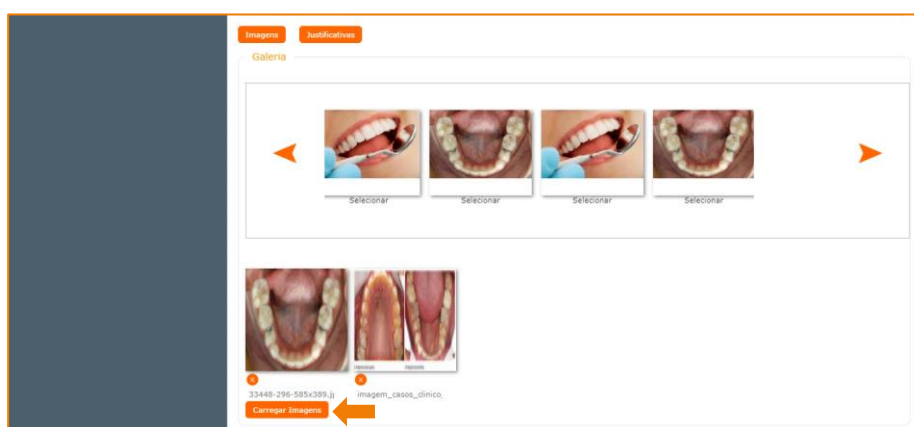 Imagens Justificativas
Galeria
Selecionar Selecionar Selecionar Selecionar
33448-296-585x389.j imagem_casos_clinico
Carregar Imagens